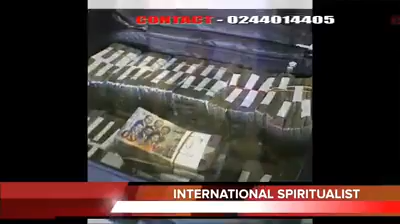 CONTACT - 0244014405
INTERNATIONAL SPIRITUALIST